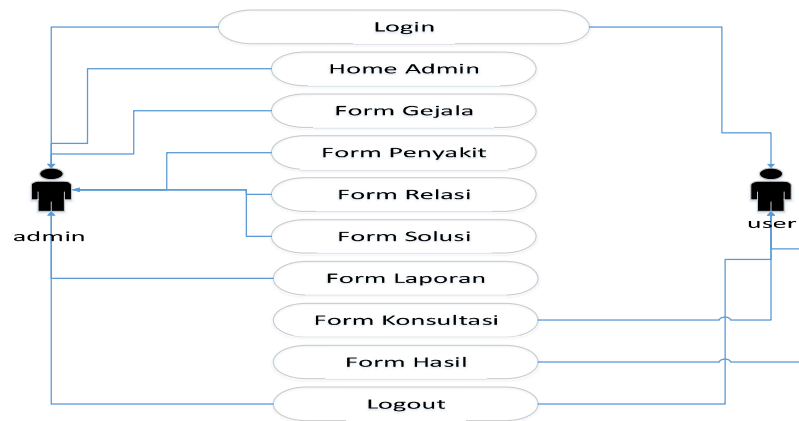 Login
Home Admin
Form Gejala
Form Penyakit
Form Relasi
admin
user
Form Solusi
Form Laporan
Form Konsultasi
Form Hasil
Logout